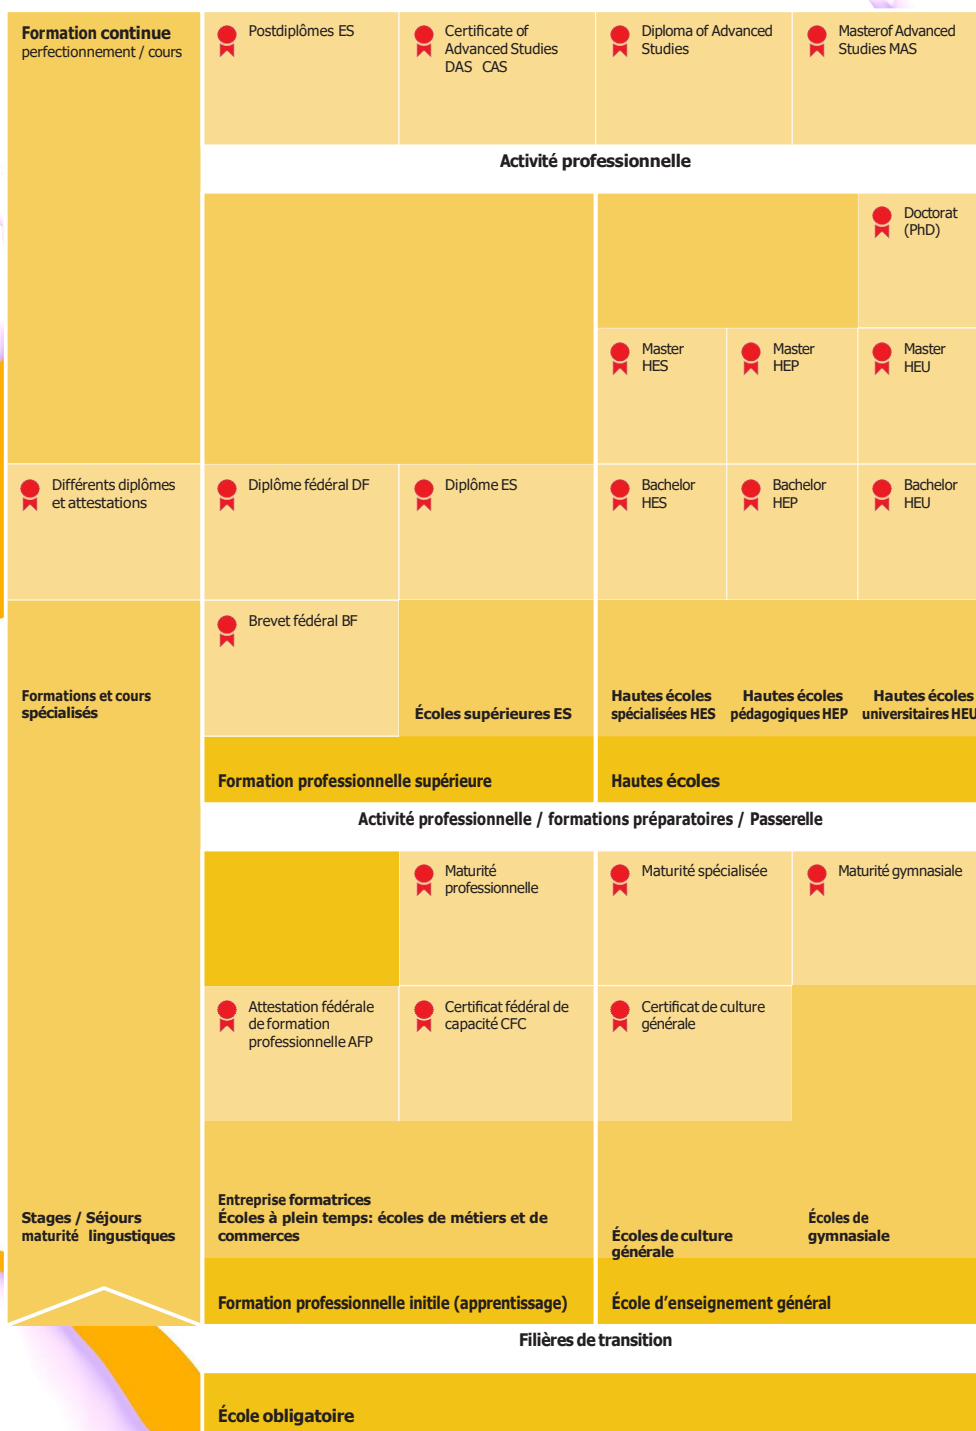 Formation continue
perfectionnement / cours
Postdiplômes ES
Certificate of
Advanced Studies
DAS CAS
Diploma of Advanced
Studies
Masterof Advanced
Studies MAS
Activité professionnelle
Doctorat
(PhD)
Master
HES
Master
HEP
Master
HEU
Différents diplômes
et attestations
Diplôme fédéral DF
Diplôme ES
Bachelor
HES
Bachelor
HEP
Bachelor
HEU
Brevet fédéral BF
Formations et cours
spécialisés
Écoles supérieures ES
Hautes écoles
spécialisées HES
Hautes écoles
pédagogiques HEP
Hautes écoles
universitaires HEU
Formation professionnelle supérieure
Hautes écoles
Activité professionnelle / formations préparatoires / Passerelle
Maturité
professionnelle
Maturité spécialisée
Maturité gymnasiale
Attestation fédérale
de formation
professionnelle AFP
Certificat fédéral de
capacité CFC
Certificat de culture
générale
Stages / Séjours
maturité lingustiques
Entreprise formatrices
Écoles à plein temps: écoles de métiers et de
commerces
Écoles de culture
générale
Écoles de
gymnasiale
Formation professionnelle initile (apprentissage)
École d'enseignement général
Filières de transition
École obligatoire